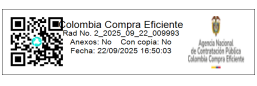 Colombia Compra Eficiente
Rad No. 2_2025_09_22_009993
Anexos: No Con copia: No
Fecha: 22/09/2025 16:50:03
Agencia Nacional
de Contratación Pública
Colombia Compra Eficiente